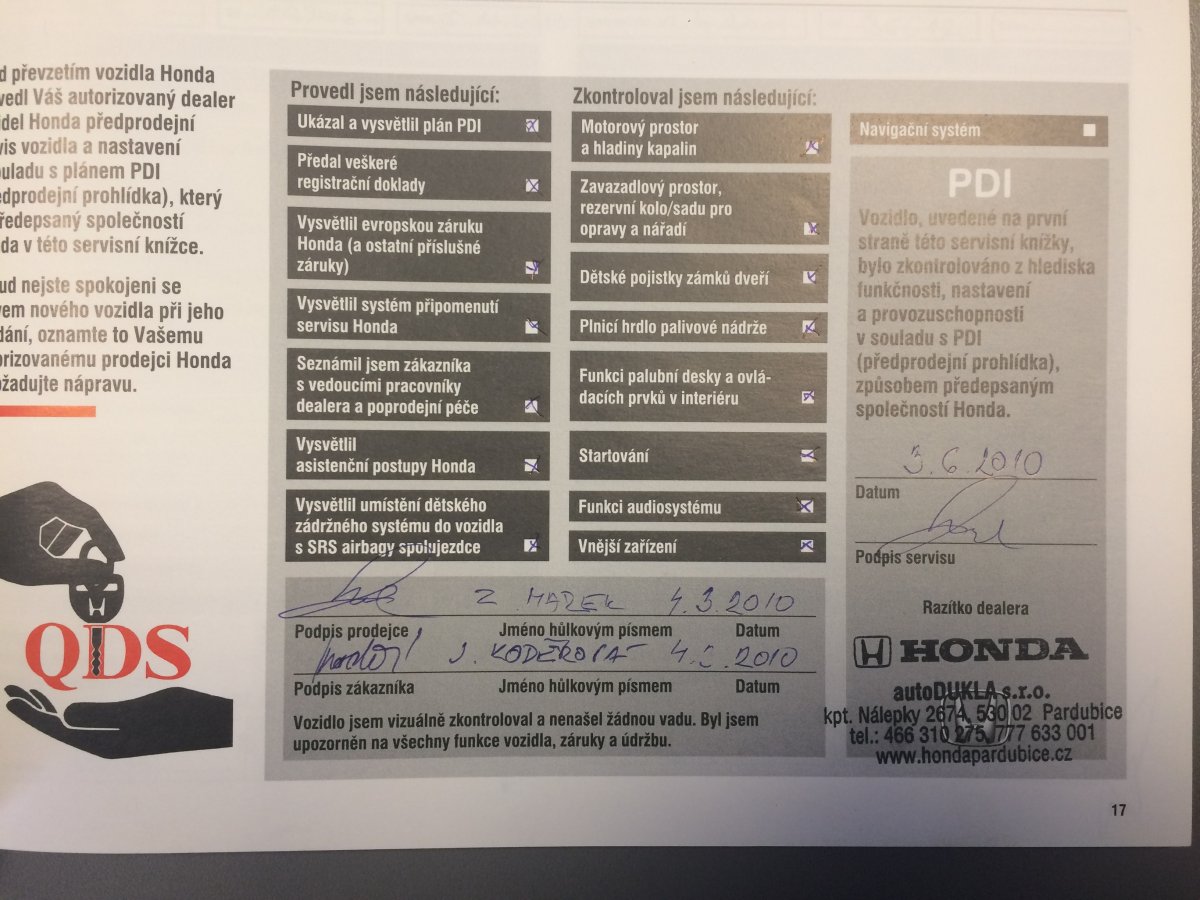 d převzetím vozidla Honda
vedl Váš autorizovaný dealer
idel Honda předprodejní
vis vozidla a nastavení
souladu s plánem PDI
edprodejní prohlídka), který
ředepsaný společností
da v této servisní knížce.
ud nejste spokojeni se
vem nového vozidla při jeho
dání, oznamte to Vašemu
orizovanému prodejci Honda
ožadujte nápravu.
QDS
Provedl jsem následující:
Ukázal a vysvětlil plán PDI
Předal veškeré
registrační doklady
Vysvětlil evropskou záruku
Honda (a ostatní příslušné
záruky)
Vysvětlil systém připomenutí
servisu Honda
Seznámil jsem zákazníka
s vedoucími pracovníky
dealera a poprodejní péče
Vysvětlil
asistenční postupy Honda
Vysvětlil umístění dětského
zádržného systému do vozidla
s SRS airbagy spolujezdce
Zkontroloval jsem následující:
Motorový prostor
a hladiny kapalin
Zavazadlový prostor,
rezervní kolo/sadu pro
opravy a nářadí
Dětské pojistky zámků dveří
Plnicí hrdlo palivové nádrže
Funkci palubní desky a ovlá-
dacích prvků v interiéru
Startování
Funkci audiosystému
Vnější zařízení
Navigační systém
PDI
Vozidlo, uvedené na první
straně této servisní knížky,
bylo zkontrolováno z hlediska
funkčnosti, nastavení
a provozuschopnosti
v souladu s PDI
(předprodejní prohlídka),
způsobem předepsaným
společností Honda.
3.6.2010
Datum
Podpis servisu
Razítko dealera
HONDA
autoDUKLA s.r.o.
kpt. Nálepky 2674, 530 02 Pardubice
tel.: 466 310 275, 777 633 001
www.hondapardubice.cz
Z MAREK 4.3.2010
Podpis prodejce Jméno hůlkovým písmem Datum
J. KODĚROVÁ 2010
Podpis zákazníka Jméno hůlkovým písmem Datum
Vozidlo jsem vizuálně zkontroloval a nenašel žádnou vadu. Byl jsem
upozorněn na všechny funkce vozidla, záruky a údržbu.
17